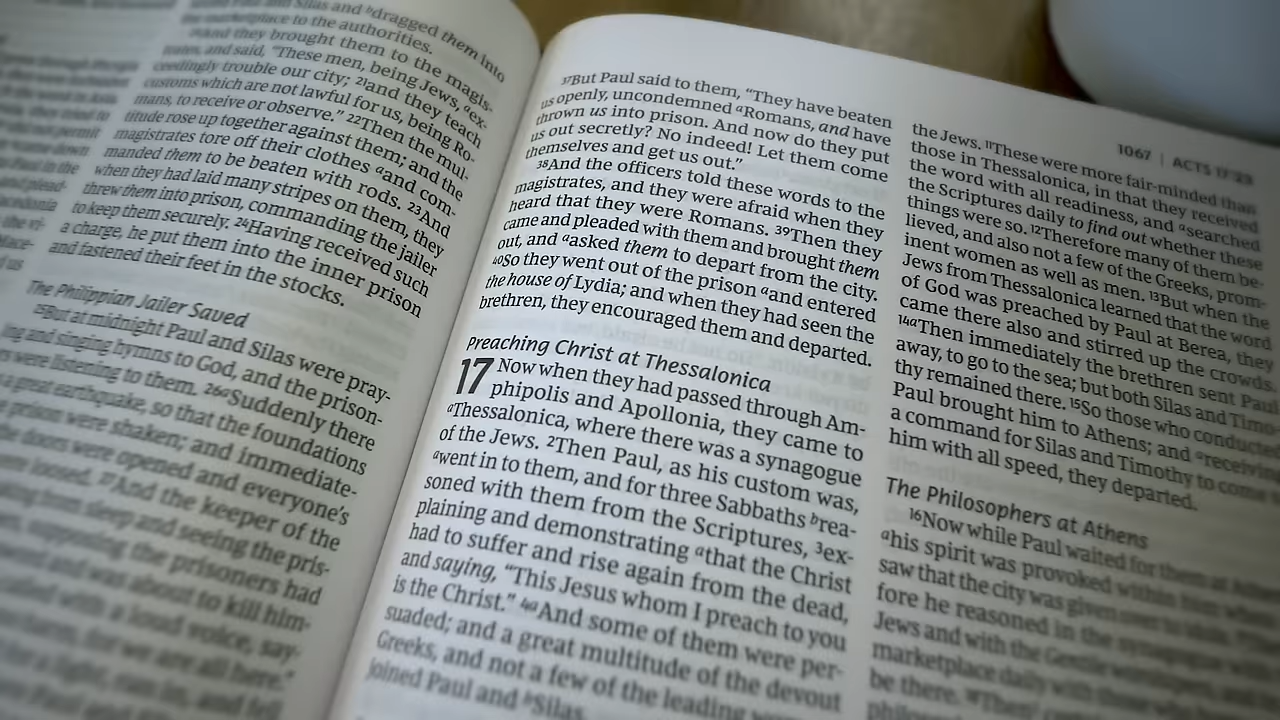 Paul and Silas and bdragged them into
the marketplace to the authorities.
And they brought them to the magis-
trates, and said, "These men, being Jews, aex-
ceedingly trouble our city; 21and they teach
customs which are not lawful for us, being Ro-
mans, to receive or observe." 22Then the mul-
titude rose up together against them; and the
magistrates tore off their clothes aand com-
manded them to be beaten with rods. 23And
when they had laid many stripes on them, they
threw them into prison, commanding the jailer
to keep them securely. 24Having received such
a charge, he put them into the inner prison
and fastened their feet in the stocks.
The Philippian Jailer Saved
25But at midnight Paul and Silas were pray-
ing and singing hymns to God, and the prison-
were listening to them. 26aSuddenly there
a great earthquake, so that the foundations
prison were shaken; and immediate-
the doors were opened and everyone's
were loosed. 27And the keeper of the
from sleep and seeing the pris-
supposing the prisoners had
and was about to kill him-
with a loud voice, say-
for we are all here."
for a light, ran in, and fell
37But Paul said to them, "They have beaten
us openly, uncondemned aRomans, and have
thrown us into prison. And now do they put
us out secretly? No indeed! Let them come
themselves and get us out."
38And the officers told these words to the
magistrates, and they were afraid when they
heard that they were Romans. 39Then they
came and pleaded with them and brought them
out, and aasked them to depart from the city.
40So they went out of the prison aand entered
the house of Lydia; and when they had seen the
brethren, they encouraged them and departed.
Preaching Christ at Thessalonica
17 Now when they had passed through Am-
phipolis and Apollonia, they came to
aThessalonica, where there was a synagogue
of the Jews. 2Then Paul, as his custom was,
awent in to them, and for three Sabbaths brea-
soned with them from the Scriptures, 3ex-
plaining and demonstrating athat the Christ
had to suffer and rise again from the dead,
and saying, "This Jesus whom I preach to you
is the Christ." 4aAnd some of them were per-
suaded; and a great multitude of the devout
Greeks, and not a few of the leading
joined Paul and bSilas.
1067 | ACTS 17:23
the Jews. 11These were more fair-minded than
those in Thessalonica, in that they received
the word with all readiness, and asearched
the Scriptures daily to find out whether these
things were so. 12Therefore many of them be-
lieved, and also not a few of the Greeks, prom-
inent women as well as men. 13But when the
Jews from Thessalonica learned that the word
of God was preached by Paul at Berea, they
came there also and stirred up the crowds.
14aThen immediately the brethren sent Paul
away, to go to the sea; but both Silas and Timo-
thy remained there. 15So those who conducted
Paul brought him to Athens; and areceiving
a command for Silas and Timothy to come
him with all speed, they departed.
The Philosophers at Athens
16Now while Paul waited for them at
ahis spirit was provoked within him when
saw that the city was given over to idols.
fore he reasoned in the synagogue with
Jews and with the Gentile worshipers, and
marketplace daily with those who
be there. 18Then